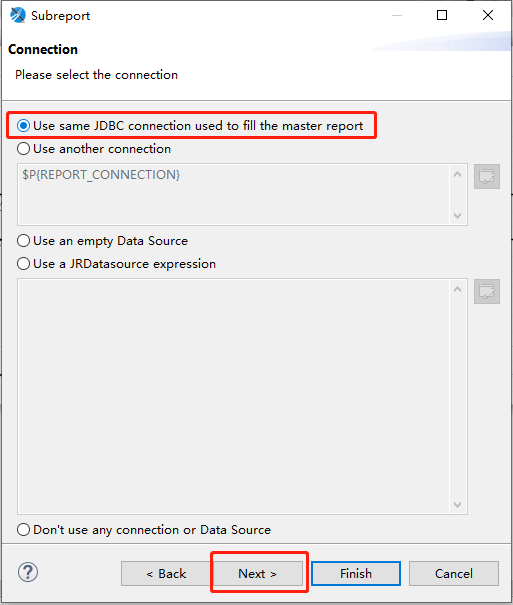 Subreport
Connection
Please select the connection
Use same JDBC connection used to fill the master report
Use another connection
$P{REPORT_CONNECTION}
Use an empty Data Source
Use a JRDatasource expression
Don't use any connection or Data Source
? < Back Next > Finish Cancel